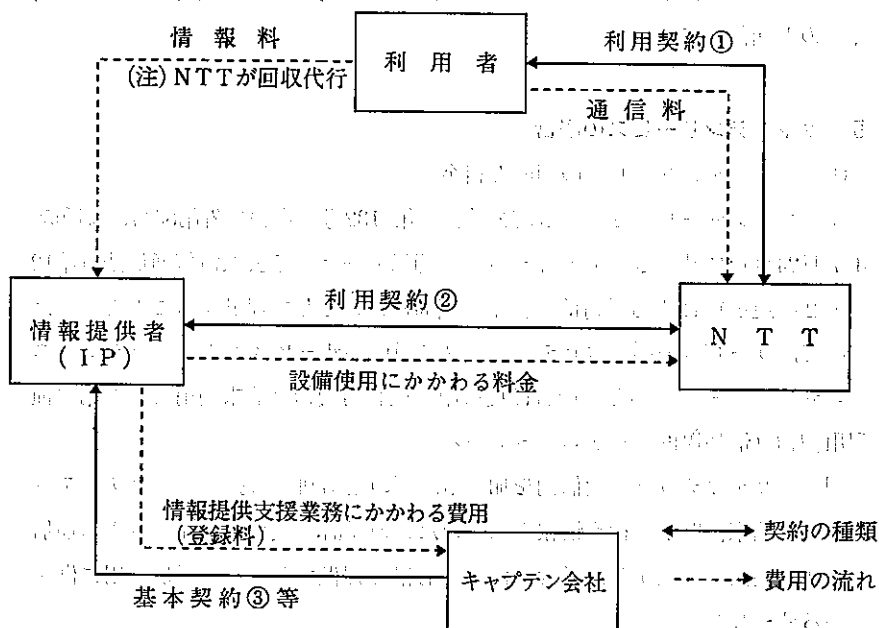 情報料
(注)NTTが回収代行
利用者
利用契約①
通信料
情報提供者
(IP)
利用契約②
設備使用にかかわる料金
NTT
情報提供支援業務にかかわる費用
(登録料)
キャプテン会社
基本契約③等
契約の種類
費用の流れ